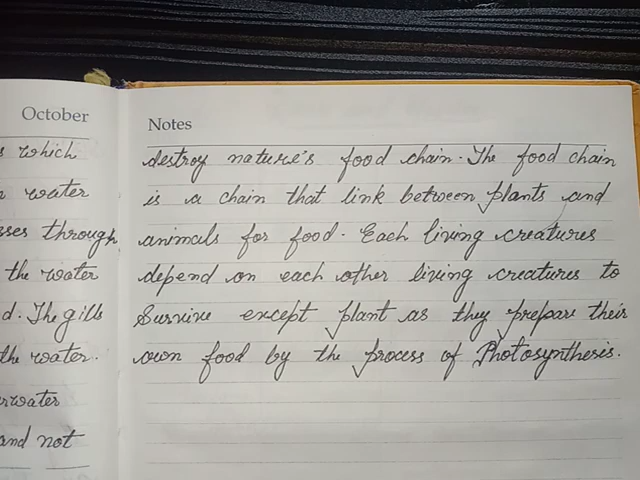 October
which
water
through
the water
d. The gills
the water.
and not
Notes
destroy nature's food chain. The food chain
is a chain that link between plants and
animals for food. Each living creatures
depend on each other living creatures to
Survive except plant as they prepare their
own food by the process of Photosynthesis.